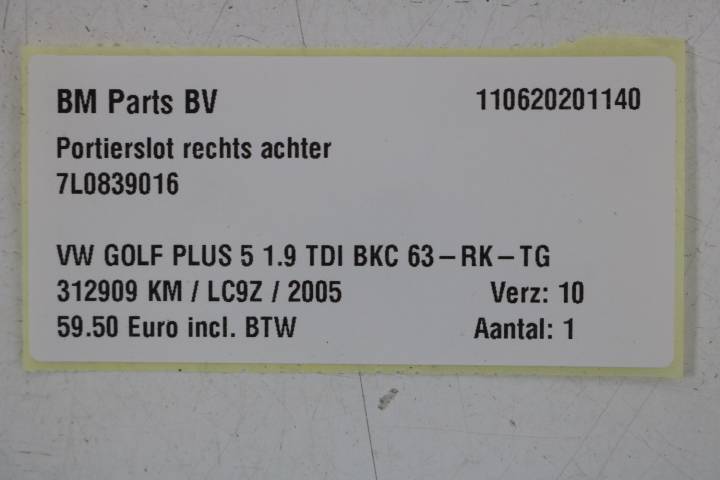 BM Parts BV 110620201140
Portierslot rechts achter
7L0839016
VW GOLF PLUS 5 1.9 TDI BKC 63-RK-TG
312909 KM / LC9Z / 2005 Verz: 10
59.50 Euro incl. BTW Aantal: 1